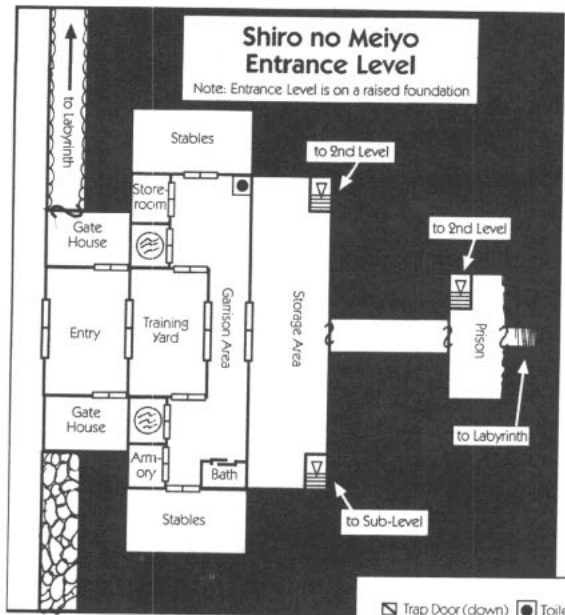 Shiro no Meiyo
Entrance Level
Note: Entrance Level is on a raised foundation
to Labyrinth
Stables
to 2nd Level
Store-
room
to 2nd Level
Gate
House
Entry
Training
Yard
Garrison Area
Storage Area
Prison
Gate
House
to Labyrinth
Arm-
ory
Bath
Stables
to Sub-Level
Trap Door (down)